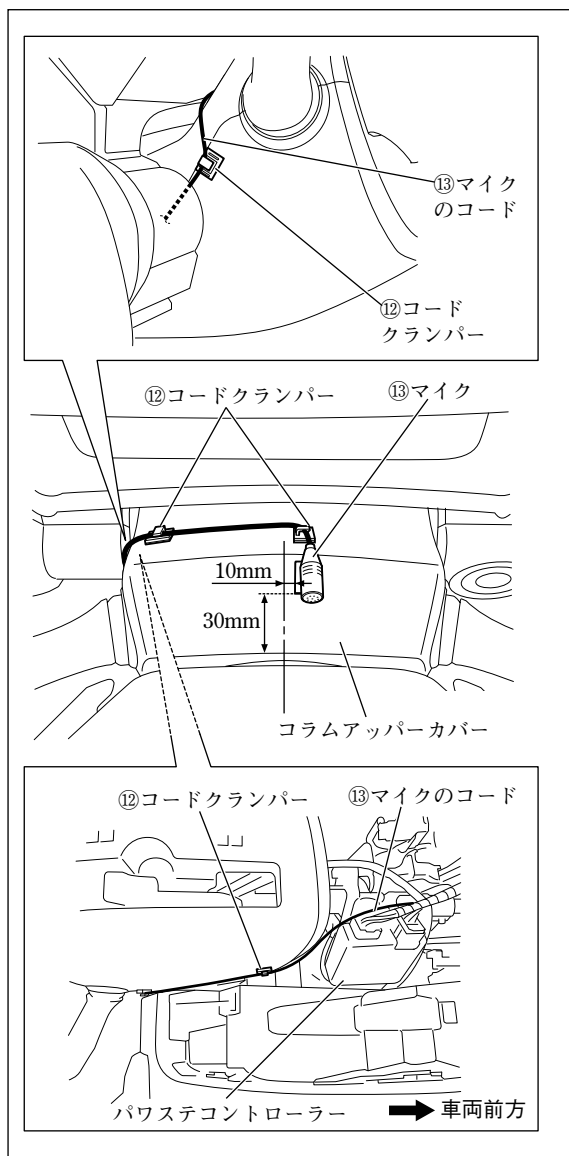 ⑬マイク
のコード
⑫コード
クランパー
⑫コードクランパー
⑬マイク
10mm
30mm
コラムアッパーカバー
⑫コードクランパー
⑬マイクのコード
パワステコントローラー
車両前方